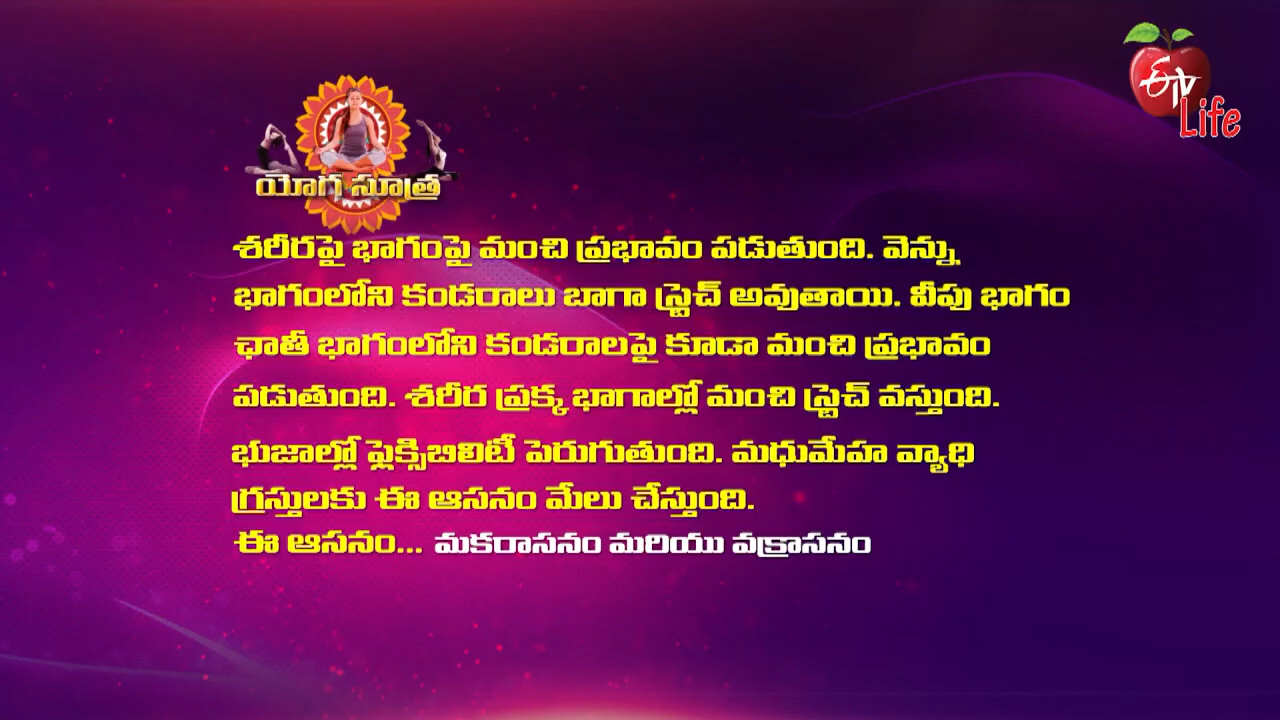 ఈtv
Life
యోగ సూత్ర
శరీరపై భాగంపై మంచి ప్రభావం పడుతుంది. వెన్ను
భాగంలోని కండరాలు బాగా స్ట్రెచ్ అవుతాయి. వీపు భాగం
ఛాతీ భాగంలోని కండరాలపై కూడా మంచి ప్రభావం
పడుతుంది. శరీర ప్రక్క భాగాల్లో మంచి స్ట్రెచ్ వస్తుంది.
భుజాల్లో ఫ్లెక్సిబిలిటీ పెరుగుతుంది. మధుమేహ వ్యాధి
గ్రస్తులకు ఈ ఆసనం మేలు చేస్తుంది.
ఈ ఆసనం... మకరాసనం మరియు వక్రాసనం